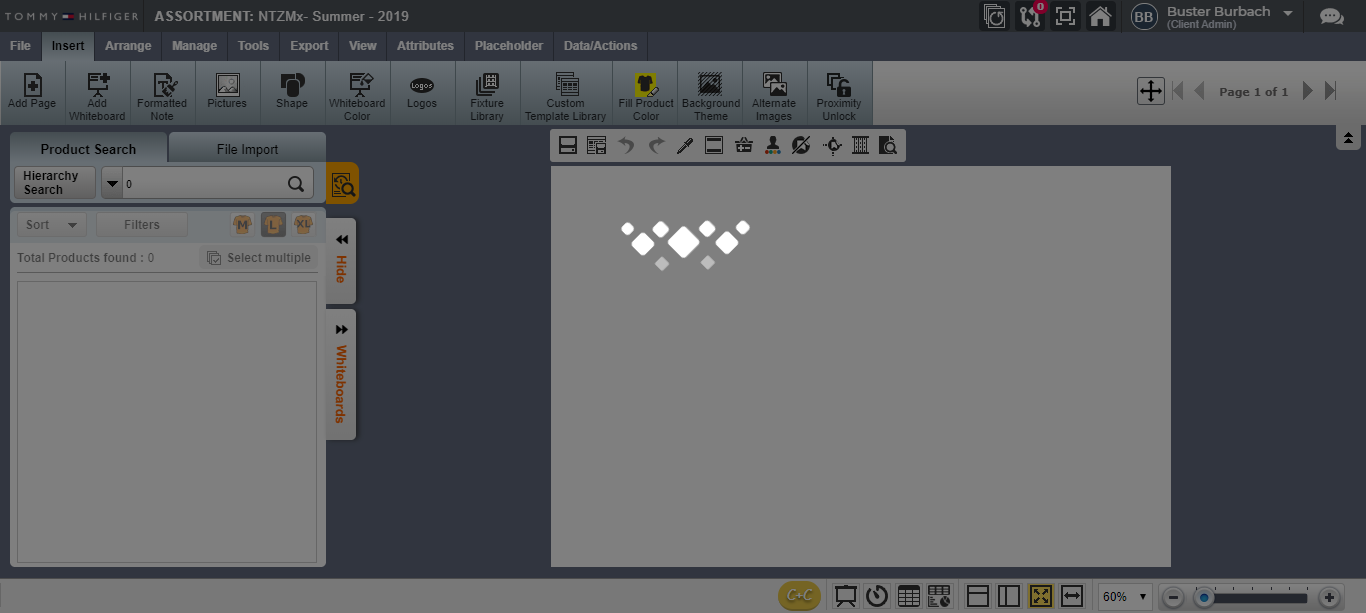 TOMMY HILFIGER
ASSORTMENT: NTZMx- Summer - 2019
0
BB
Buster Burbach
(Client Admin)
File Insert Arrange Manage Tools Export View Attributes Placeholder Data/Actions
Add Page
Add
Whiteboard
Formatted
Note
Pictures
Shape
Whiteboard
Color
Logos
Logos
Fixture
Library
Custom
Template Library
Fill Product
Color
Background
Theme
Alternate
Images
Proximity
Unlock
Page 1 of 1
Product Search
File Import
Hierarchy
Search
0
Sort
Filters
M
L
XL
Total Products found : 0
Select multiple
Hide
Whiteboards
C+C
60%